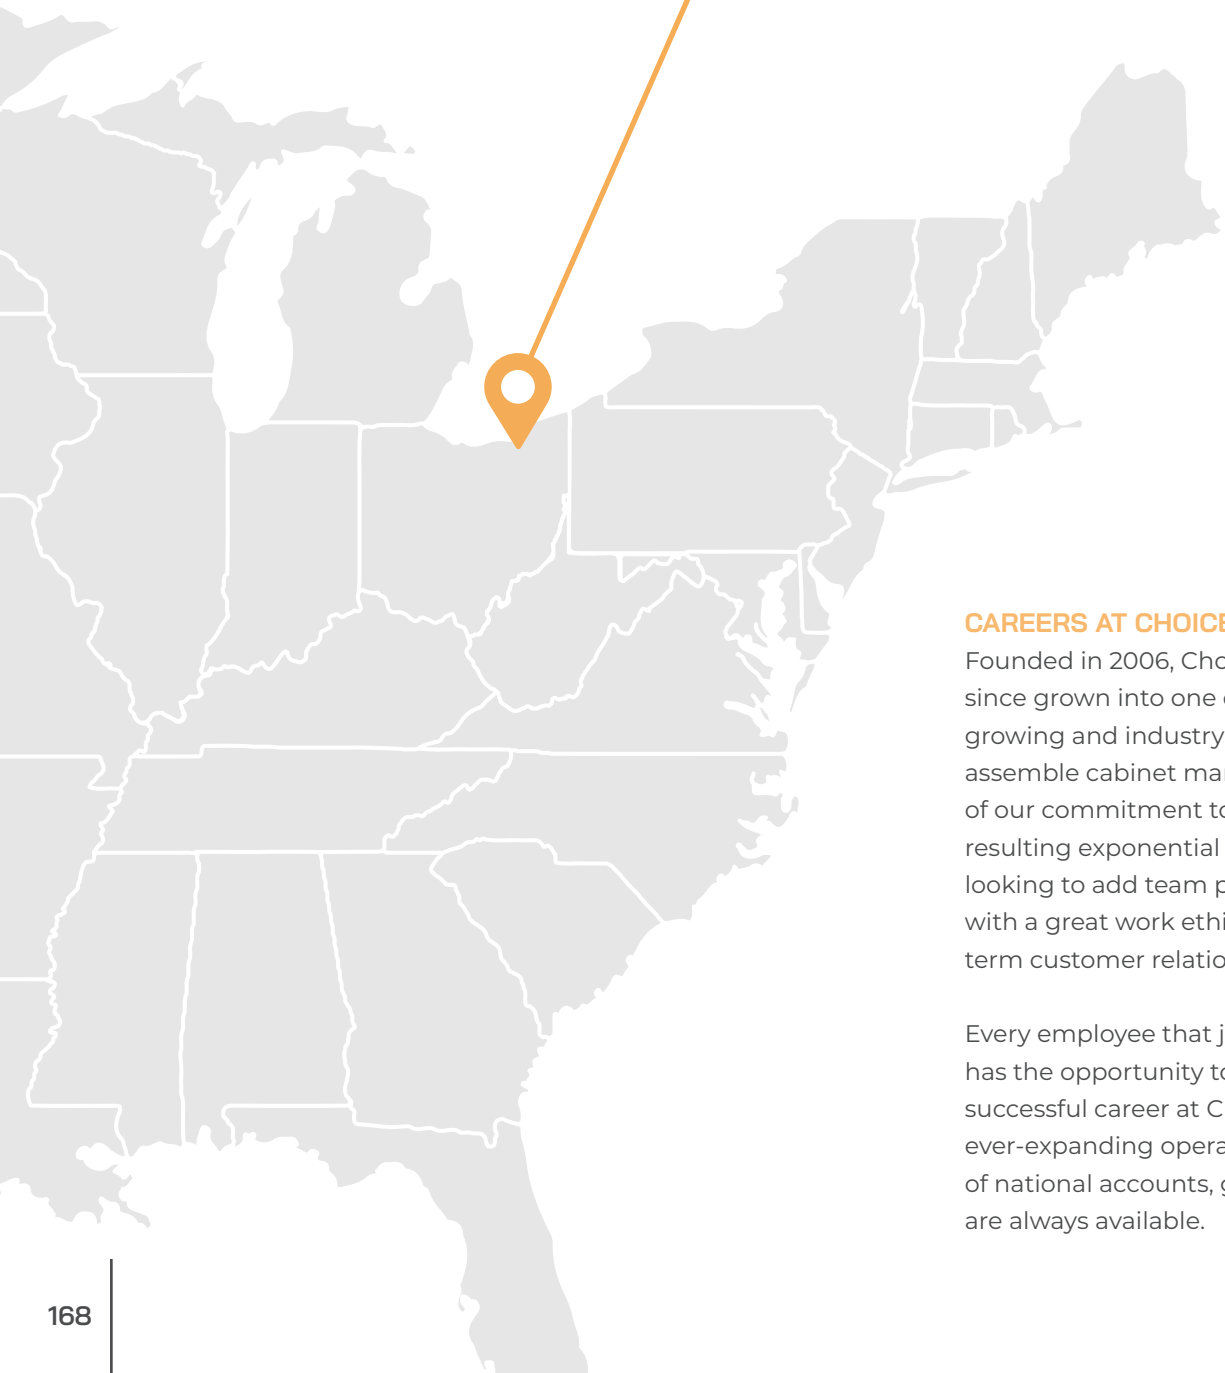 CAREERS AT CHOICE
Founded in 2006, Cho
since grown into one
growing and industry
assemble cabinet ma
of our commitment to
resulting exponential
looking to add team p
with a great work ethi
term customer relatio
Every employee that j
has the opportunity to
successful career at C
ever-expanding opera
of national accounts, g
are always available.
168